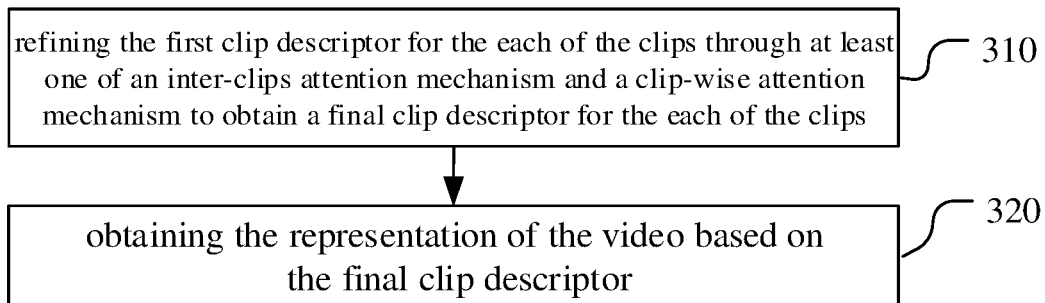 refining the first clip descriptor for the each of the clips through at least
one of an inter-clips attention mechanism and a clip-wise attention
mechanism to obtain a final clip descriptor for the each of the clips
310
obtaining the representation of the video based on
the final clip descriptor
320